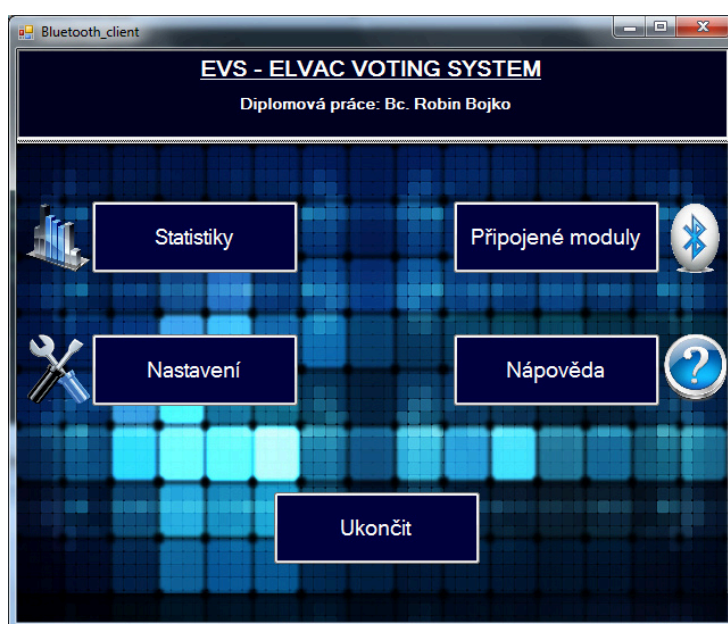 Bluetooth_client
EVS - ELVAC VOTING SYSTEM
Diplomová práce: Bc. Robin Bojko
Statistiky
Připojené moduly
Nastavení
Nápověda
Ukončit